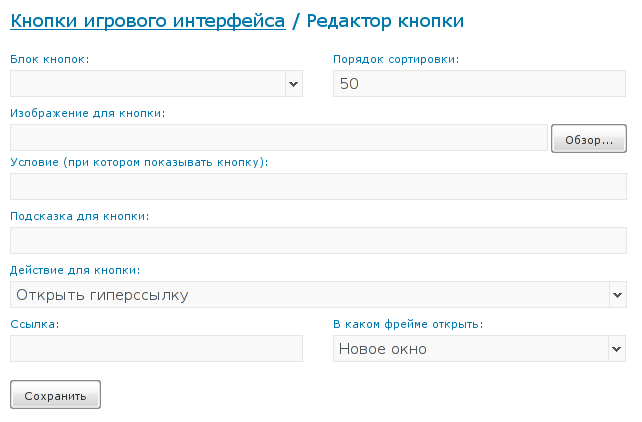 Кнопки игрового интерфейса / Редактор кнопки
Блок кнопок: Порядок сортировки:
50
Изображение для кнопки:
Обзор...
Условие (при котором показывать кнопку):
Подсказка для кнопки:
Действие для кнопки:
Открыть гиперссылку
Ссылка: В каком фрейме открыть:
Новое окно
Сохранить